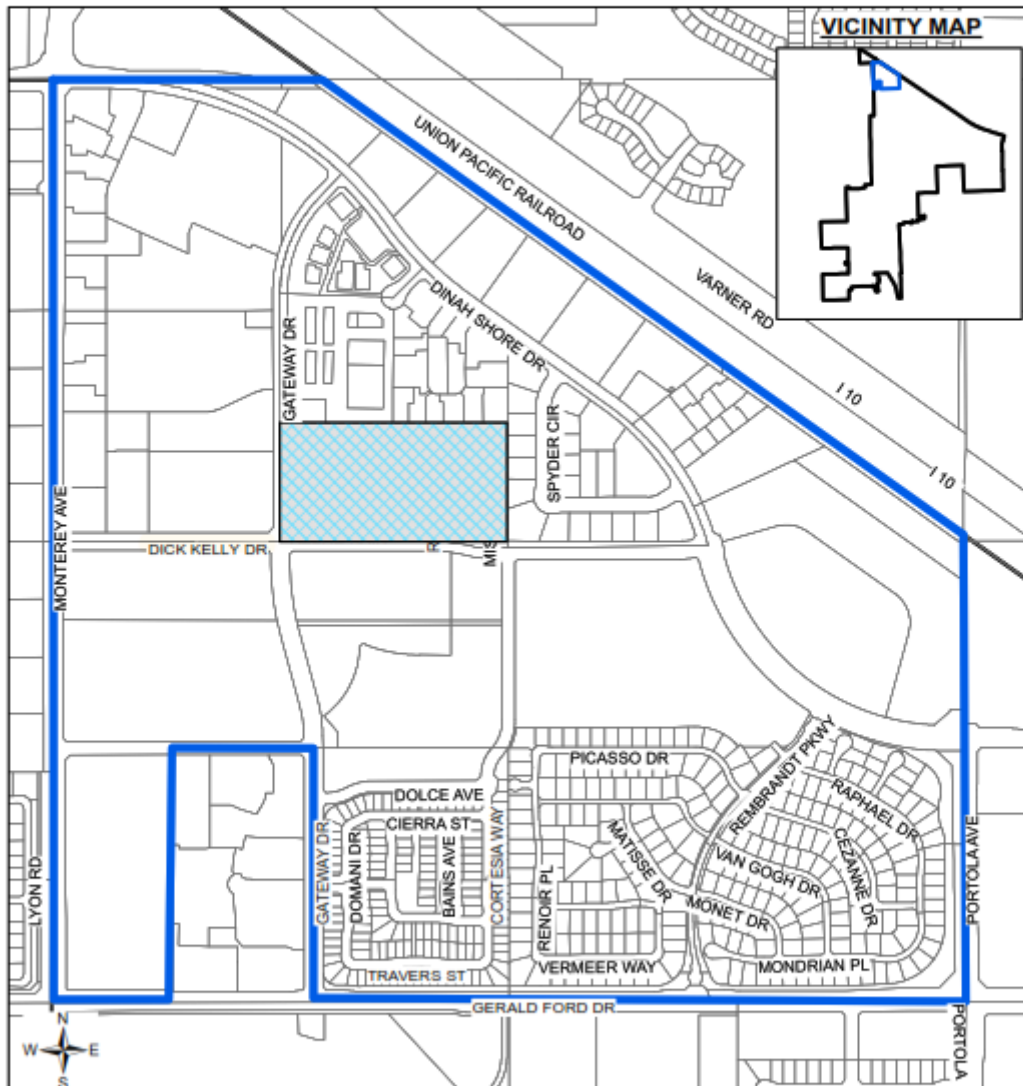 VICINITY MAP
UNION PACIFIC RAILROAD
VARNER RD
DINAH SHORE DR
GATEWAY DR
I 10
I 10
SPYDER CIR
MONTEREY AVE
DICK KELLY DR
R
MIS
PICASSO DR
REMBRANDT PKWY
DOLCE AVE
CIERRA ST
RAPHAEL DR
MATISSE DR
CEZANNE DR
VAN GOGH DR
GATEWAY DR
DOMANI DR
BAINS AVE
CORTESIA WAY
RENOIR PL
MONET DR
LYON RD
PORTOLA AVE
TRAVERS ST
VERMEER WAY
MONDRIAN PL
GERALD FORD DR
PORTOLA
N
W
E
S